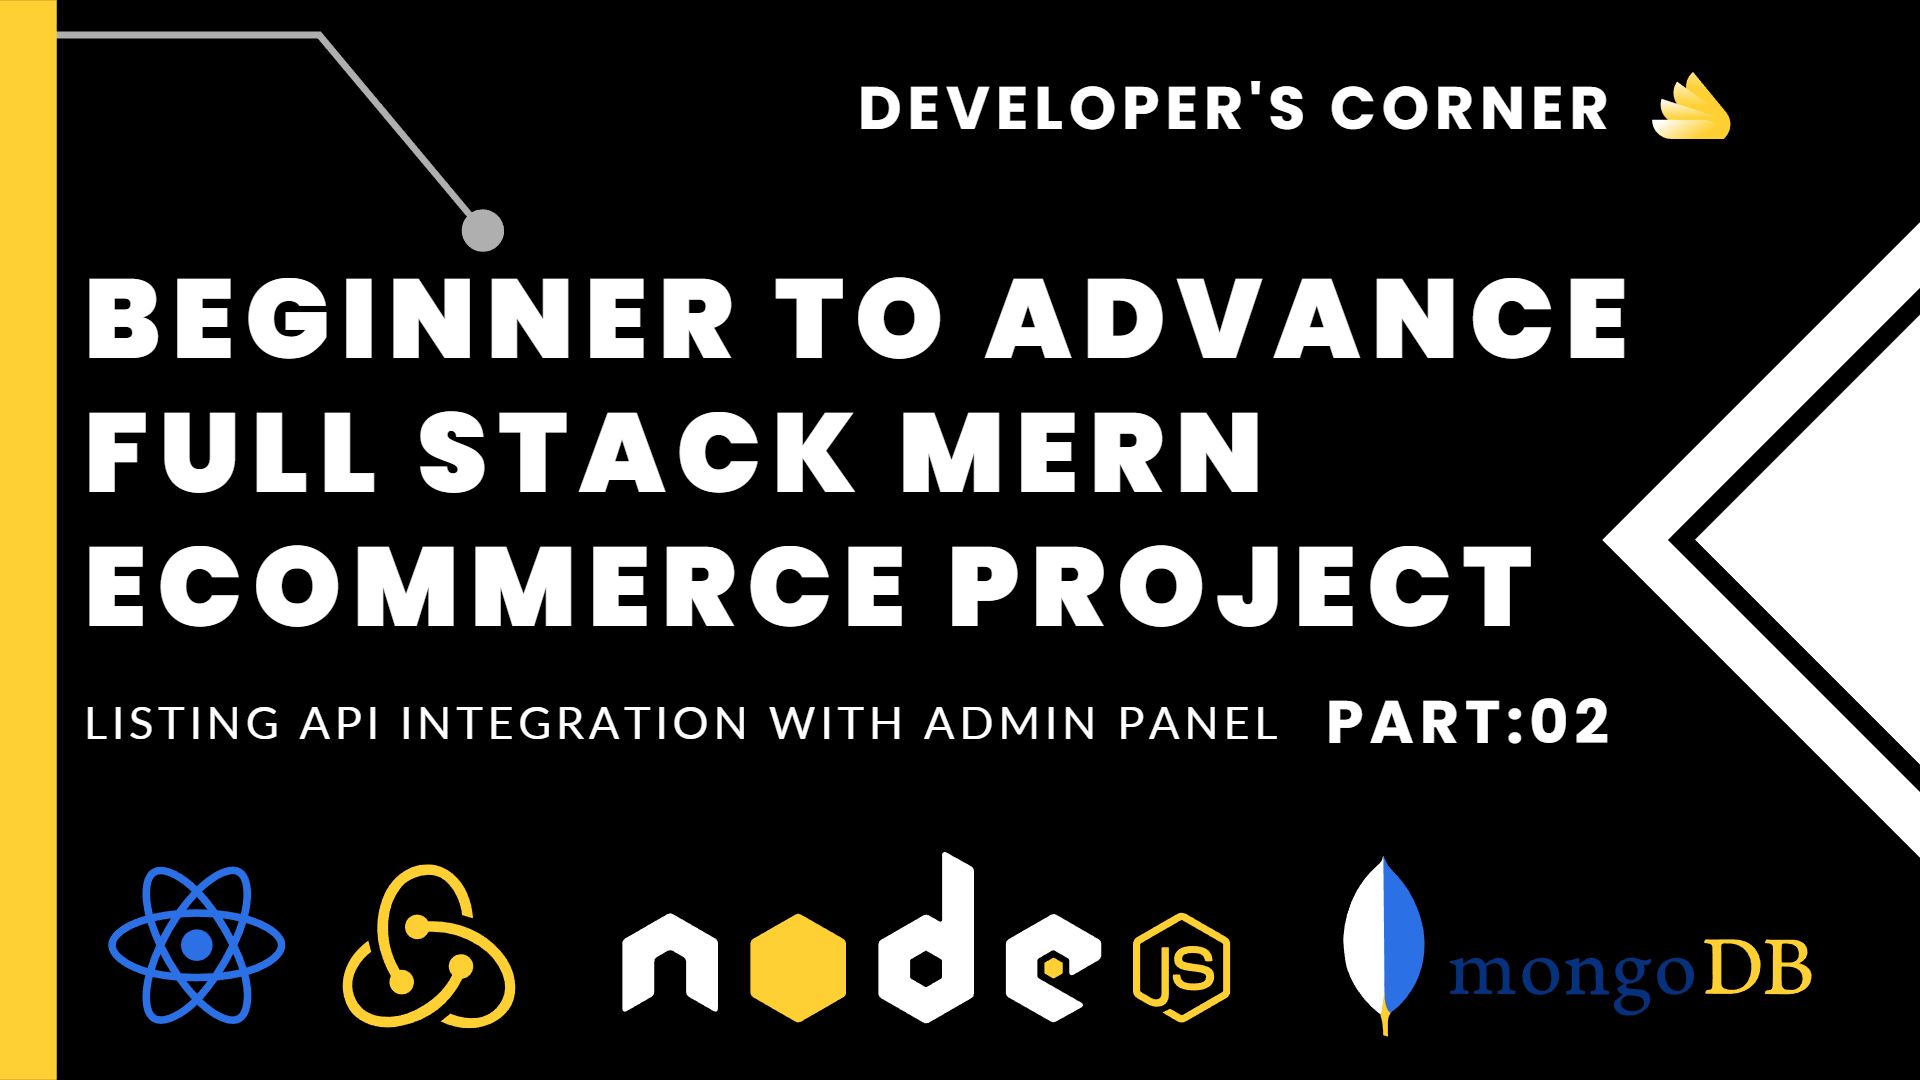 DEVELOPER'S CORNER
BEGINNER TO ADVANCE
FULL STACK MERN
ECOMMERCE PROJECT
LISTING API INTEGRATION WITH ADMIN PANEL PART:02
node JS
mongoDB